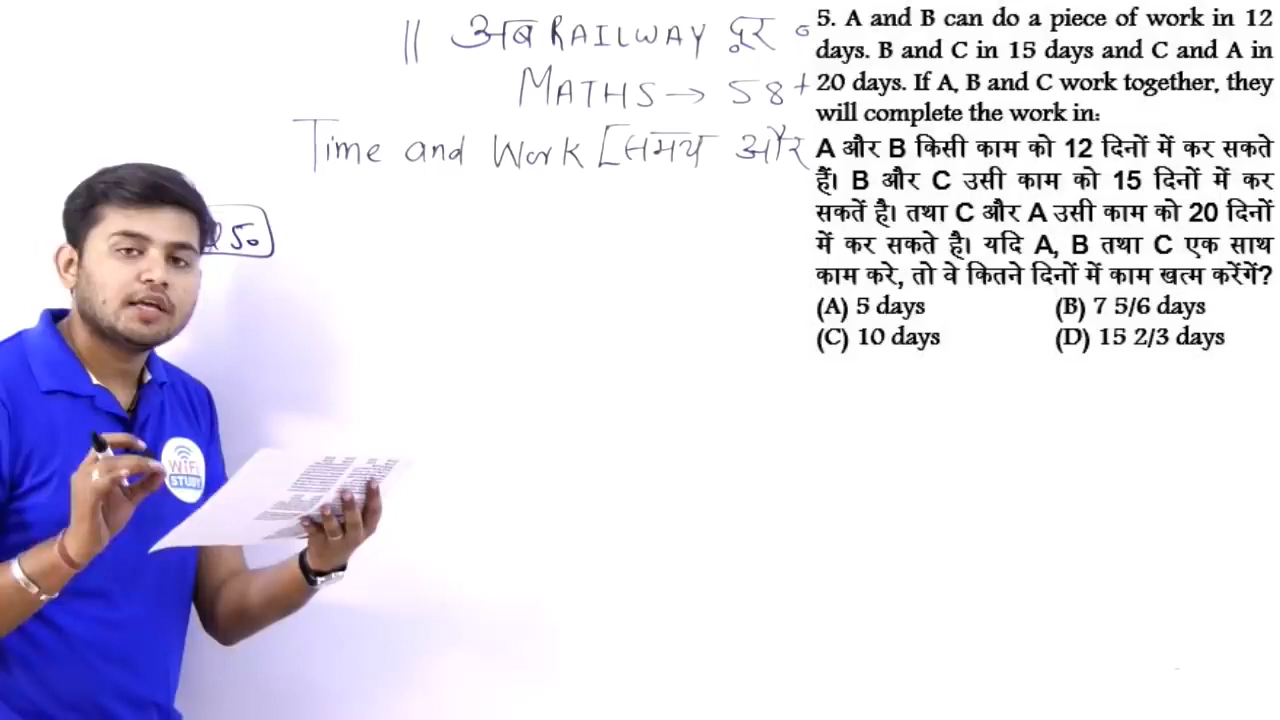 || अब RAILWAY दूर
MATHS → 58+
Time and Work [समय और
50
WiFi
STUDY
5. A and B can do a piece of work in 12
days. B and C in 15 days and C and A in
20 days. If A, B and C work together, they
will complete the work in:
A और B किसी काम को 12 दिनों में कर सकते
हैं। B और C उसी काम को 15 दिनों में कर
सकतें है। तथा C और A उसी काम को 20 दिनों
में कर सकते है। यदि A, B तथा C एक साथ
काम करे, तो वे कितने दिनों में काम खत्म करेंगें?
(A) 5 days (B) 7 5/6 days
(C) 10 days (D) 15 2/3 days